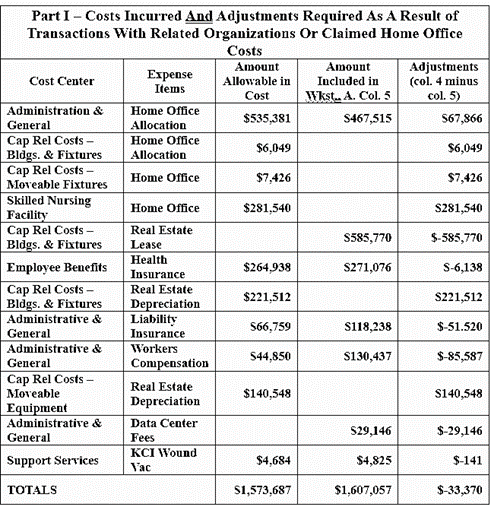 Part I – Costs Incurred And Adjustments Required As A Result of
Transactions With Related Organizations Or Claimed Home Office
Costs
Cost Center Expense Items Amount Allowable in Cost Amount Included in Wkst., A. Col. 5 Adjustments (col. 4 minus col. 5)
Administration & General Home Office Allocation $535,381 $467,515 $67,866
Cap Rel Costs – Bldgs. & Fixtures Home Office Allocation $6,049 $6,049
Cap Rel Costs – Moveable Fixtures Home Office $7,426 $7,426
Skilled Nursing Facility Home Office $281,540 $281,540
Cap Rel Costs – Bldgs. & Fixtures Real Estate Lease $585,770 $-585,770
Employee Benefits Health Insurance $264,938 $271,076 $-6,138
Cap Rel Costs – Bldgs. & Fixtures Real Estate Depreciation $221,512 $221,512
Administrative & General Liability Insurance $66,759 $118,238 $-51.520
Administrative & General Workers Compensation $44,850 $130,437 $-85,587
Cap Rel Costs – Moveable Equipment Real Estate Depreciation $140,548 $140,548
Administrative & General Data Center Fees $29,146 $-29,146
Support Services KCI Wound Vac $4,684 $4,825 $-141
TOTALS $1,573,687 $1,607,057 $-33,370